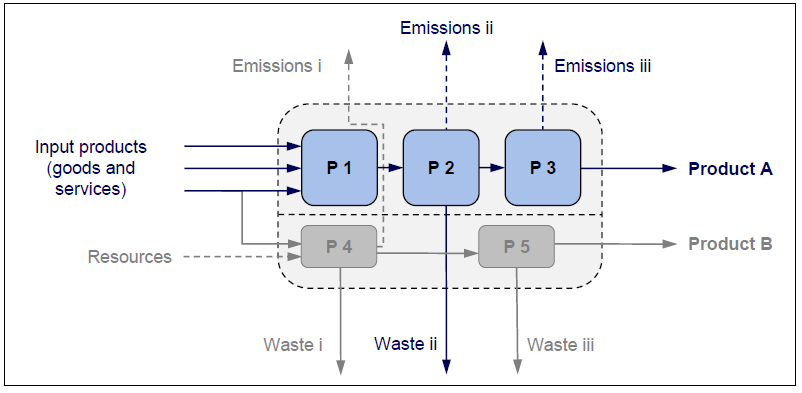 Emissions ii
Emissions i
Emissions iii
Input products
(goods and
services)
P 1
P 2
P 3
Product A
Resources
P 4
P 5
Product B
Waste i
Waste ii
Waste iii